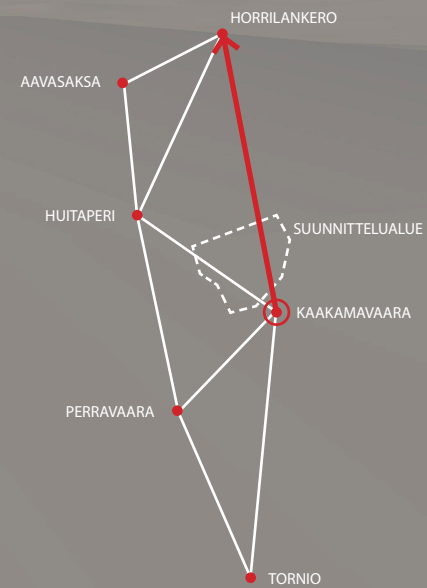 HORRILANKERO
AAVASAKSA
HUITAPERI
SUUNNITTELUALUE
KAAKAMAVAARA
PERRAVAARA
TORNIO